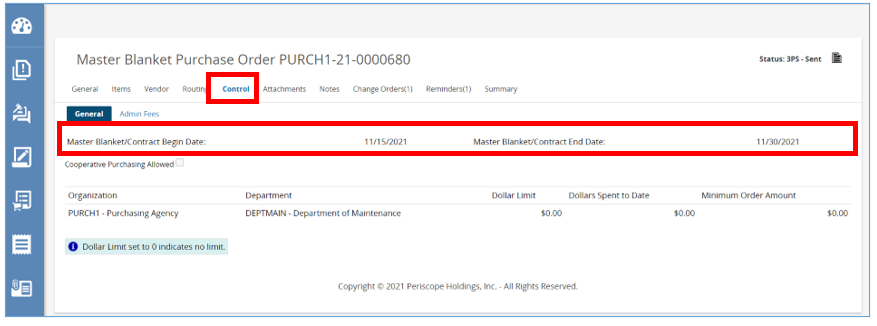 Master Blanket Purchase Order PURCH1-21-0000680
Status: 3PS - Sent
General Items Vendor Routing Control Attachments Notes Change Orders(1) Reminders(1) Summary
General Admin Fees
Master Blanket/Contract Begin Date: 11/15/2021 Master Blanket/Contract End Date: 11/30/2021
Cooperative Purchasing Allowed
Organization Department Dollar Limit Dollars Spent to Date Minimum Order Amount
PURCH1 - Purchasing Agency DEPTMAIN - Department of Maintenance $0.00 $0.00 $0.00
Dollar Limit set to 0 indicates no limit.
Copyright © 2021 Periscope Holdings, Inc. - All Rights Reserved.